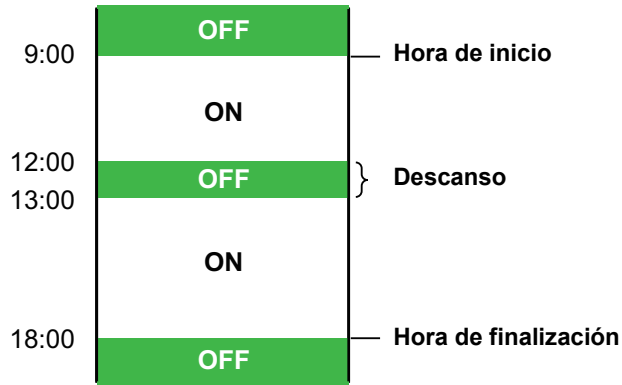 OFF
9:00 Hora de inicio
ON
12:00
OFF Descanso
13:00
ON
18:00 Hora de finalización
OFF